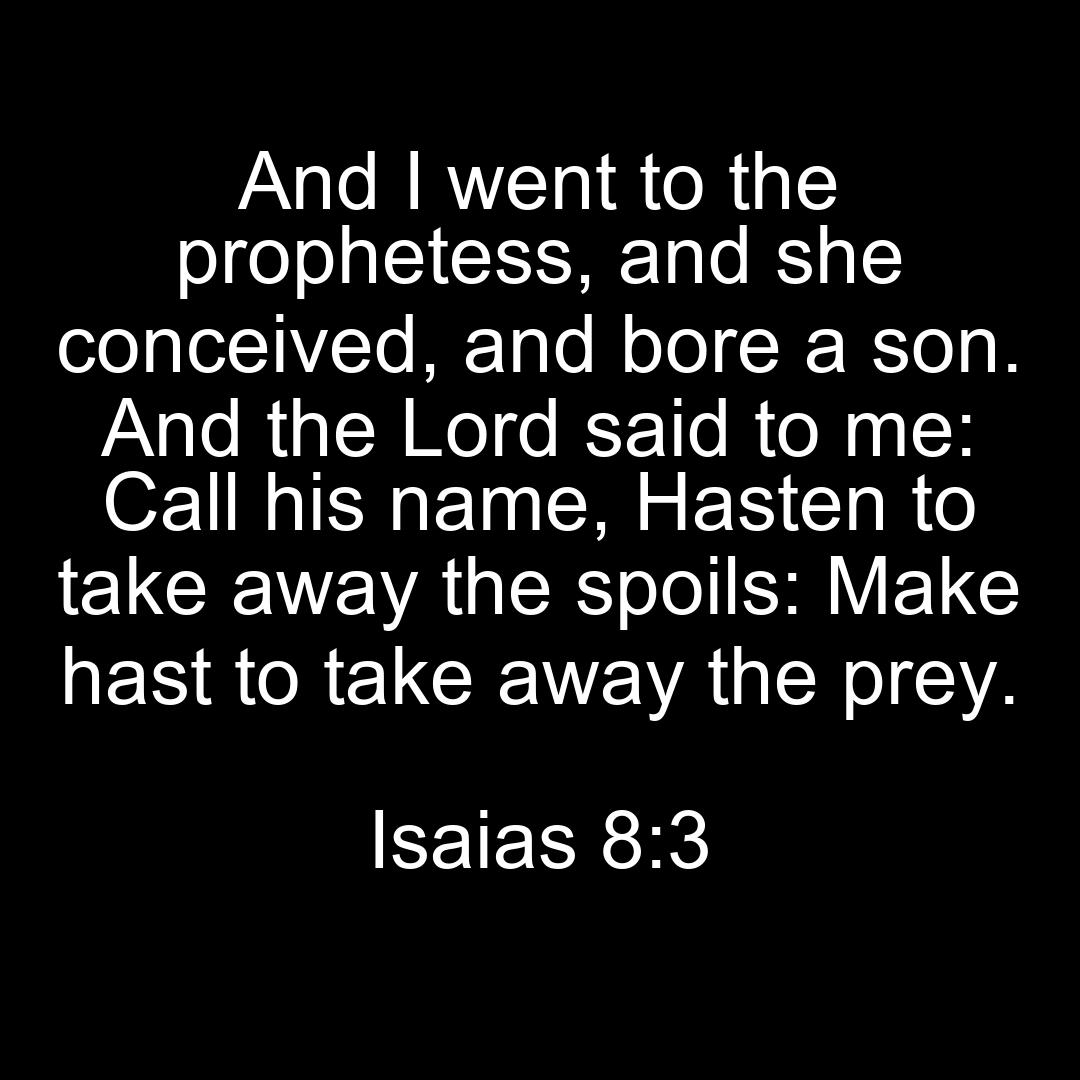 And I went to the
prophetess, and she
conceived, and bore a son.
And the Lord said to me:
Call his name, Hasten to
take away the spoils: Make
hast to take away the prey.
Isaias 8:3